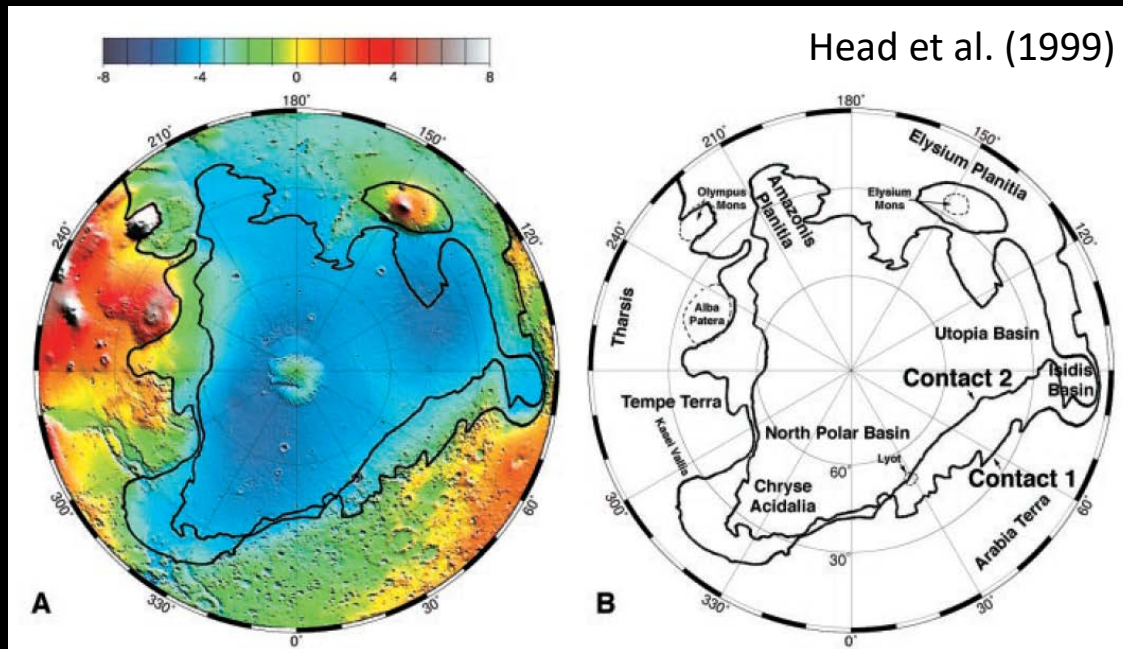 Head et al. (1999)
-8 -4 0 4 8
180°
150°
120°
60°
30°
0°
330°
300°
240°
210°
A
180°
150°
120°
60°
30°
0°
330°
300°
240°
210°
Elysium Planitia
Olympus
Mons
Amazonis
Planitia
Elysium
Mons
Tharsis
Alba
Patera
Utopia Basin
Contact 2
Isidis
Basin
Tempe Terra
Kasei Vallis
North Polar Basin
Lyot
60°
Contact 1
Chryse
Acidalia
Arabia Terra
30°
B